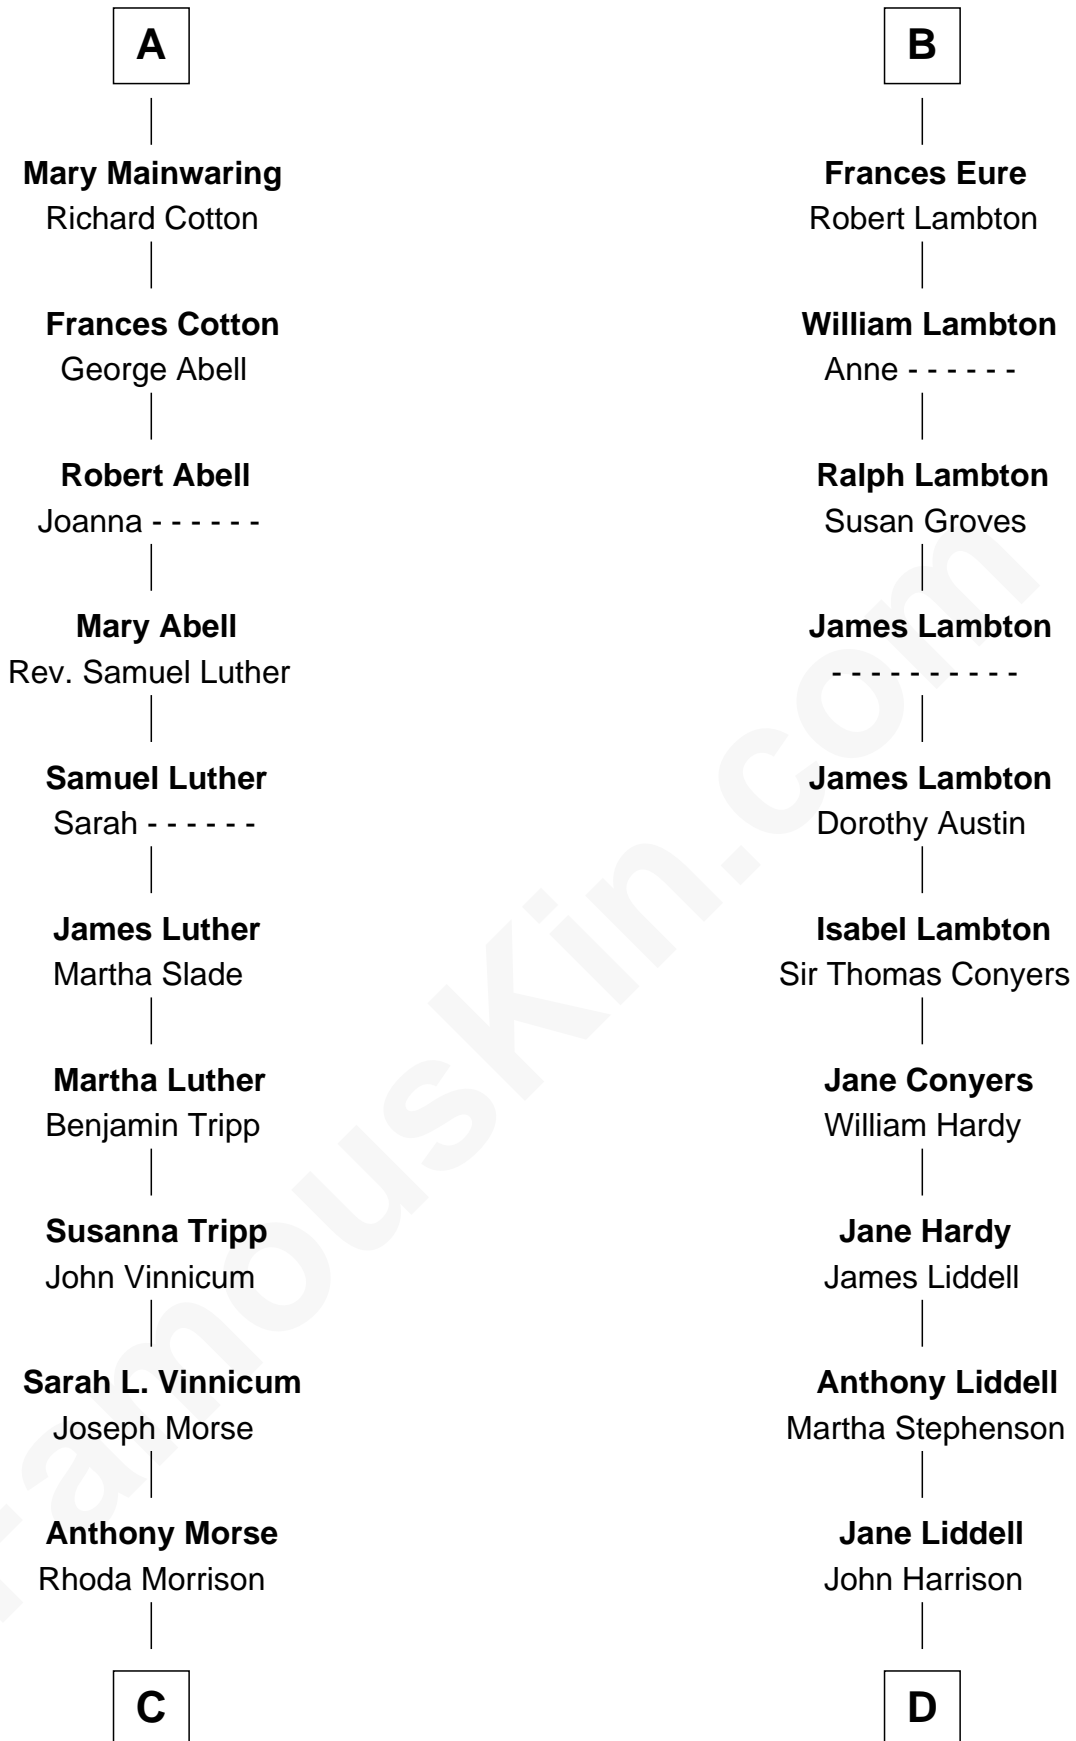 A
Mary Mainwaring
Richard Cotton
Frances Cotton
George Abell
Robert Abell
Joanna - - - - - -
Mary Abell
Rev. Samuel Luther
Samuel Luther
Sarah - - - - - -
James Luther
Martha Slade
Martha Luther
Benjamin Tripp
Susanna Tripp
John Vinnicum
Sarah L. Vinnicum
Joseph Morse
Anthony Morse
Rhoda Morrison
C
B
Frances Eure
Robert Lambton
William Lambton
Anne - - - - - -
Ralph Lambton
Susan Groves
James Lambton
- - - - - - - - - -
James Lambton
Dorothy Austin
Isabel Lambton
Sir Thomas Conyers
Jane Conyers
William Hardy
Jane Hardy
James Liddell
Anthony Liddell
Martha Stephenson
Jane Liddell
John Harrison
D
FamousKin.com